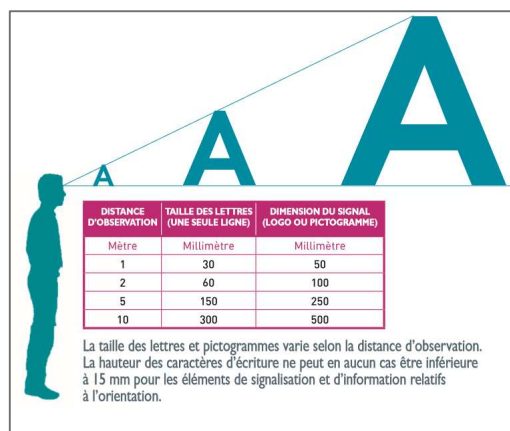 A A A
DISTANCE D'OBSERVATION TAILLE DES LETTRES (UNE SEULE LIGNE) DIMENSION DU SIGNAL (LOGO OU PICTOGRAMME)
Mètre Millimètre Millimètre
1 30 50
2 60 100
5 150 250
10 300 500
La taille des lettres et pictogrammes varie selon la distance d'observation.
La hauteur des caractères d'écriture ne peut en aucun cas être inférieure
à 15 mm pour les éléments de signalisation et d'information relatifs
à l'orientation.